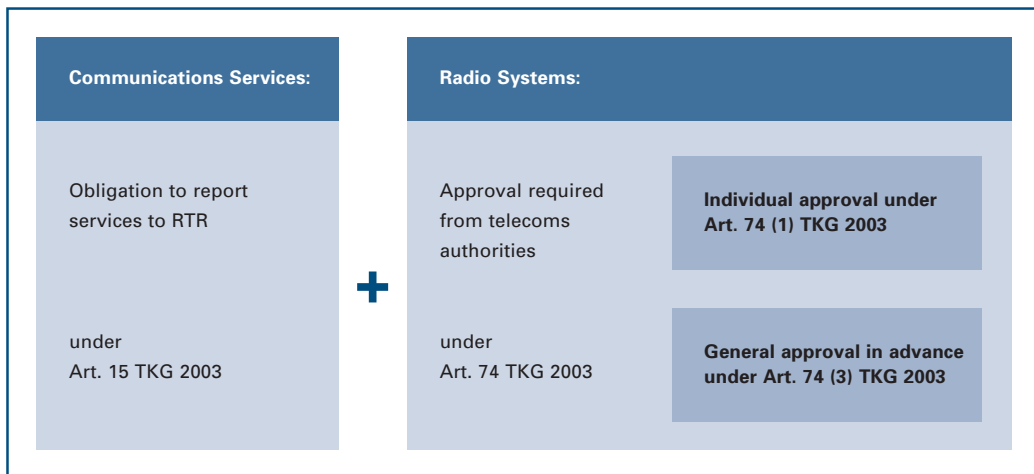 Communications Services:
Obligation to report
services to RTR
under
Art. 15 TKG 2003
+
Radio Systems:
Approval required
from telecoms
authorities
under
Art. 74 TKG 2003
Individual approval under
Art. 74 (1) TKG 2003
General approval in advance
under Art. 74 (3) TKG 2003